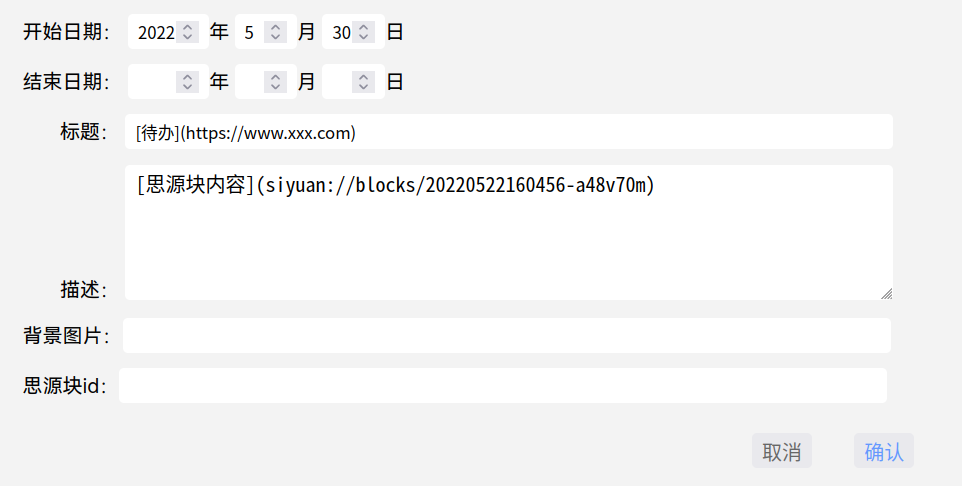 开始日期: 2022 年 5 月 30 日
结束日期: 年 月 日
标题: [待办](https://www.xxx.com)
[思源块内容](siyuan://blocks/20220522160456-a48v70m)
描述:
背景图片:
思源块id:
取消 确认